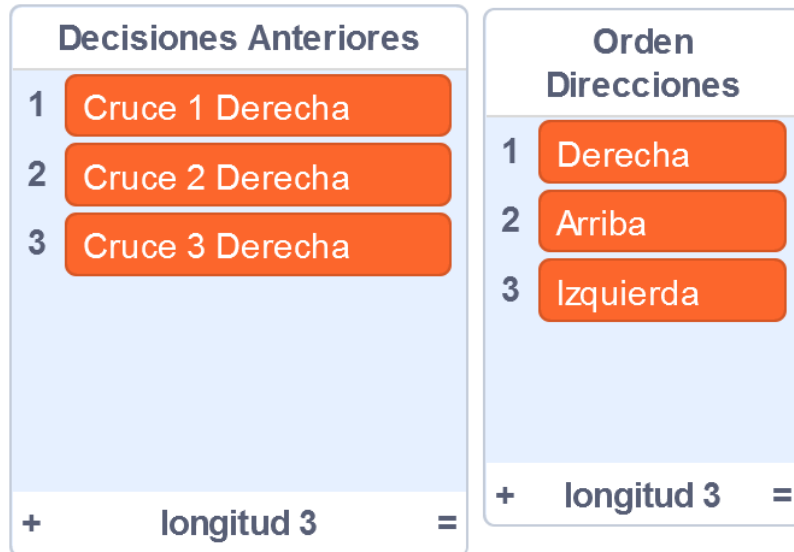 Decisiones Anteriores
1 Cruce 1 Derecha
2 Cruce 2 Derecha
3 Cruce 3 Derecha
+ longitud 3 =
Orden
Direcciones
1 Derecha
2 Arriba
3 Izquierda
+ longitud 3 =